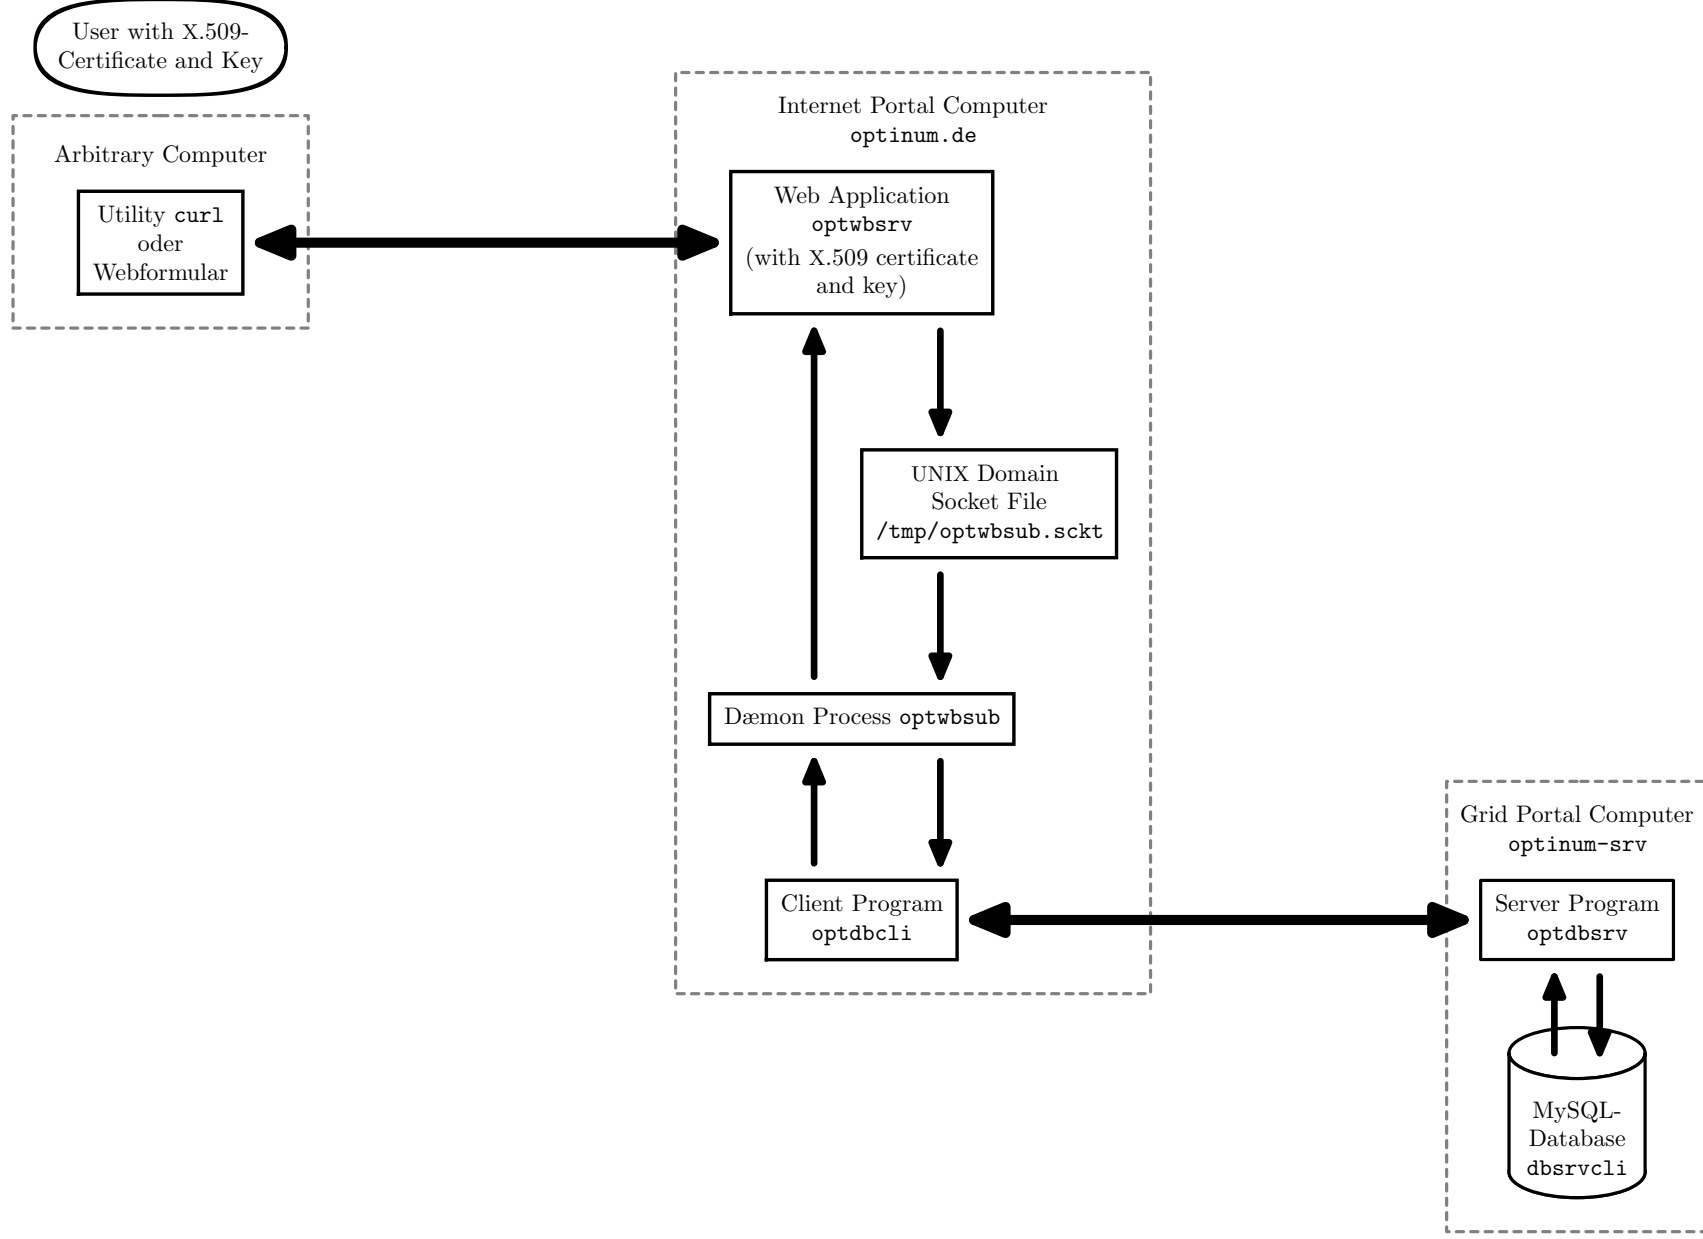 User with X.509-
Certificate and Key
Arbitrary Computer
Utility curl
oder
Webformular
Internet Portal Computer
optinum.de
Web Application
optwbsrv
(with X.509 certificate
and key)
UNIX Domain
Socket File
/tmp/optwbsub.sckt
Dæmon Process optwbsub
Client Program
optdbcli
Grid Portal Computer
optinum-srv
Server Program
optdbsrv
MySQL-
Database
dbsrvcli